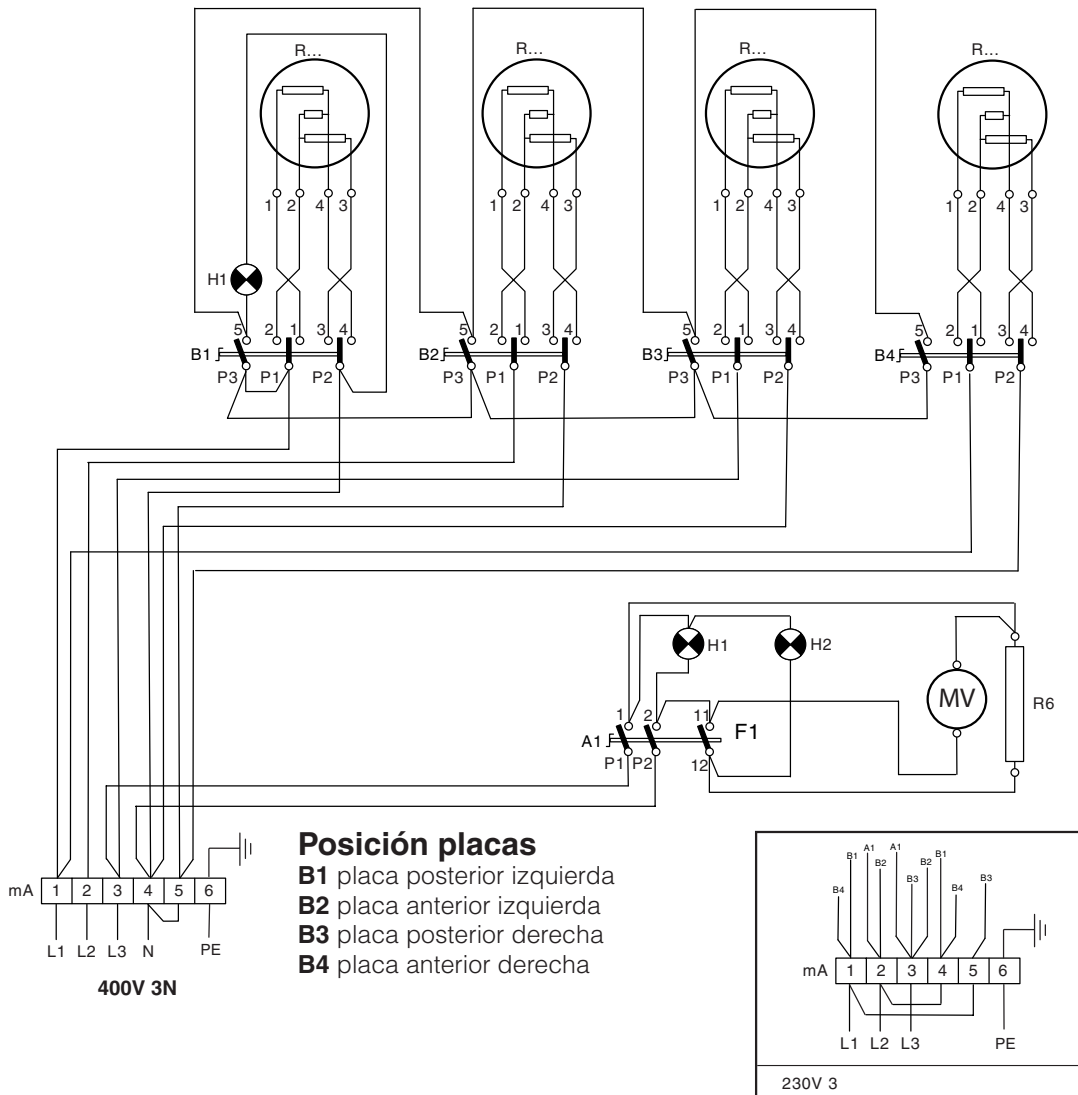 R... R... R... R...
1 2 4 3 1 2 4 3 1 2 4 3 1 2 4 3
H1
5 2 1 3 4 5 2 1 3 4 5 2 1 3 4 5 2 1 3 4
B1 B2 B3 B4
P3 P1 P2 P3 P1 P2 P3 P1 P2 P3 P1 P2
H1 H2
MV R6
1 2 11 F1
A1
P1 P2 12
Posición placas
B1 placa posterior izquierda
B2 placa anterior izquierda
B3 placa posterior derecha
B4 placa anterior derecha
mA 1 2 3 4 5 6
L1 L2 L3 N PE
400V 3N
B4 B1 A1 B2 A1 B3 B2 B1 B4 B3
mA 1 2 3 4 5 6
L1 L2 L3 PE
230V 3